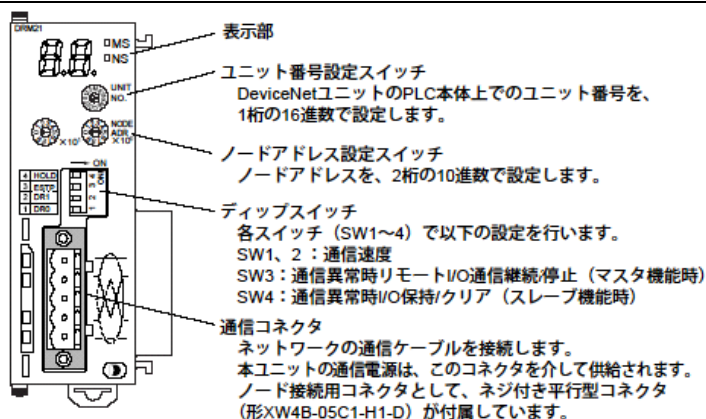 DRM21
MS
NS
UNIT
NO.
NODE
ADR
×10¹
×10⁰
ON
4 HOLD
3 ESTP
2 DR1
1 DR0
ON
1 2 3 4
表示部
ユニット番号設定スイッチ
DeviceNetユニットのPLC本体上でのユニット番号を、
1桁の16進数で設定します。
ノードアドレス設定スイッチ
ノードアドレスを、2桁の10進数で設定します。
ディップスイッチ
各スイッチ（SW1～4）で以下の設定を行います。
SW1、2：通信速度
SW3：通信異常時リモートI/O通信継続/停止（マスタ機能時）
SW4：通信異常時I/O保持/クリア（スレーブ機能時）
通信コネクタ
ネットワークの通信ケーブルを接続します。
本ユニットの通信電源は、このコネクタを介して供給されます。
ノード接続用コネクタとして、ネジ付き平行型コネクタ
（形XW4B-05C1-H1-D）が付属しています。